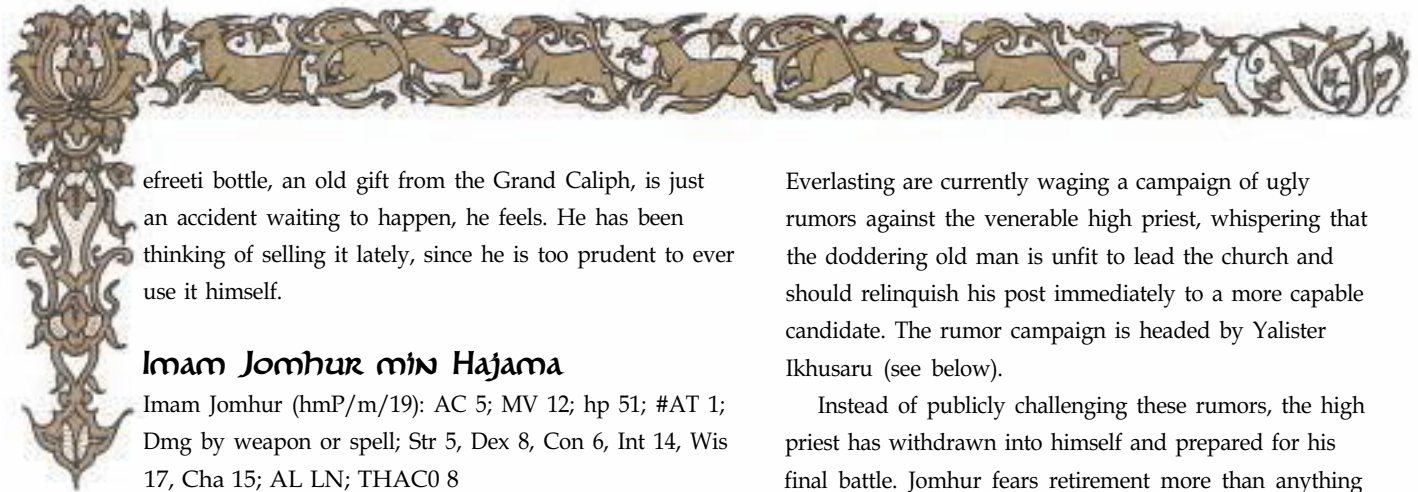 efreeti bottle, an old gift from the Grand Caliph, is just
an accident waiting to happen, he feels. He has been
thinking of selling it lately, since he is too prudent to ever
use it himself.
Imam Jomhur min Hajama
Imam Jomhur (hmP/m/19): AC 5; MV 12; hp 51; #AT 1;
Dmg by weapon or spell; Str 5, Dex 8, Con 6, Int 14, Wis
17, Cha 15; AL LN; THAC0 8
Everlasting are currently waging a campaign of ugly
rumors against the venerable high priest, whispering that
the doddering old man is unfit to lead the church and
should relinquish his post immediately to a more capable
candidate. The rumor campaign is headed by Yalister
Ikhusaru (see below).
Instead of publicly challenging these rumors, the high
priest has withdrawn into himself and prepared for his
final battle. Jomhur fears retirement more than anything